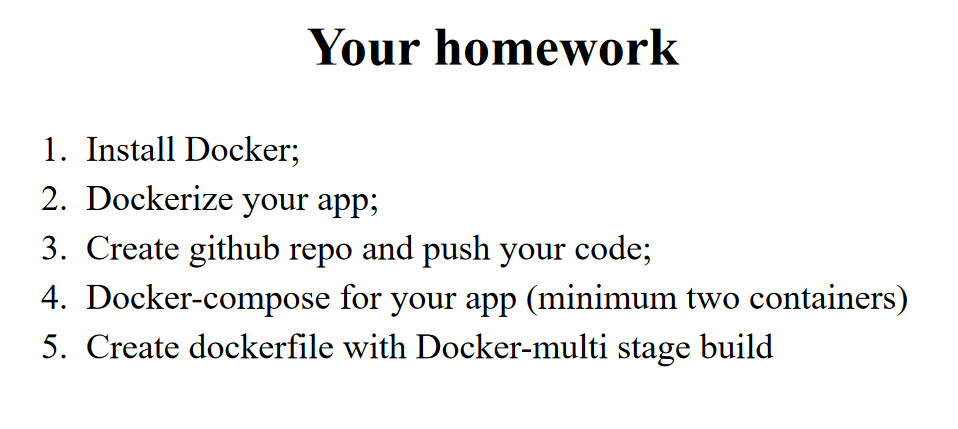 Your homework
1. Install Docker;
2. Dockerize your app;
3. Create github repo and push your code;
4. Docker-compose for your app (minimum two containers)
5. Create dockerfile with Docker-multi stage build